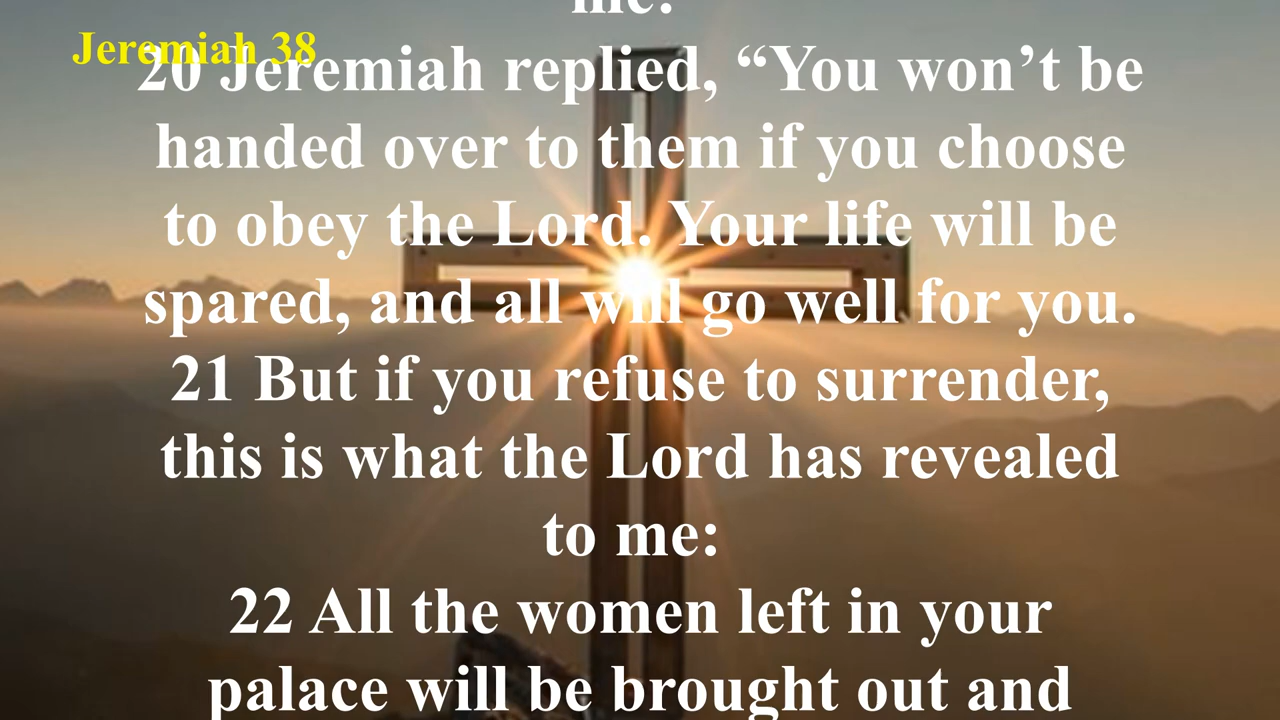 me.
Jeremiah 38
20 Jeremiah replied, “You won’t be
handed over to them if you choose
to obey the Lord. Your life will be
spared, and all will go well for you.
21 But if you refuse to surrender,
this is what the Lord has revealed
to me:
22 All the women left in your
palace will be brought out and